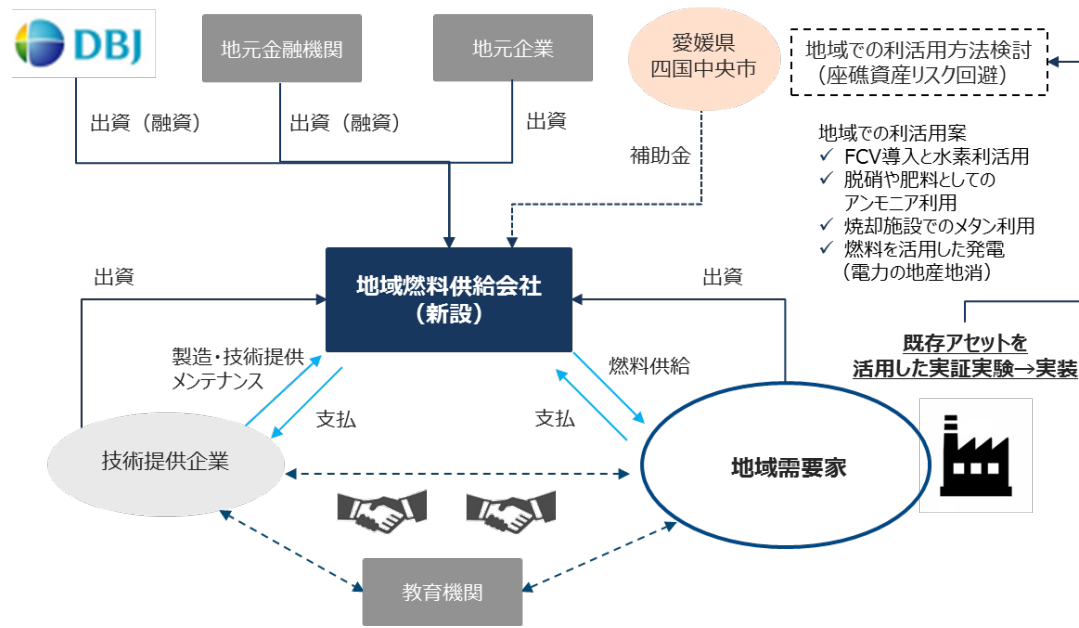 DBJ
地元金融機関
地元企業
愛媛県
四国中央市
地域での利活用方法検討
（座礁資産リスク回避）
出資（融資）
出資（融資）
出資
補助金
地域での利活用案
✓ FCV導入と水素利活用
✓ 脱硝や肥料としての
アンモニア利用
✓ 焼却施設でのメタン利用
✓ 燃料を活用した発電
（電力の地産地消）
出資
地域燃料供給会社
（新設）
出資
既存アセットを
活用した実証実験→実装
製造・技術提供
メンテナンス
支払
燃料供給
支払
技術提供企業
地域需要家
教育機関